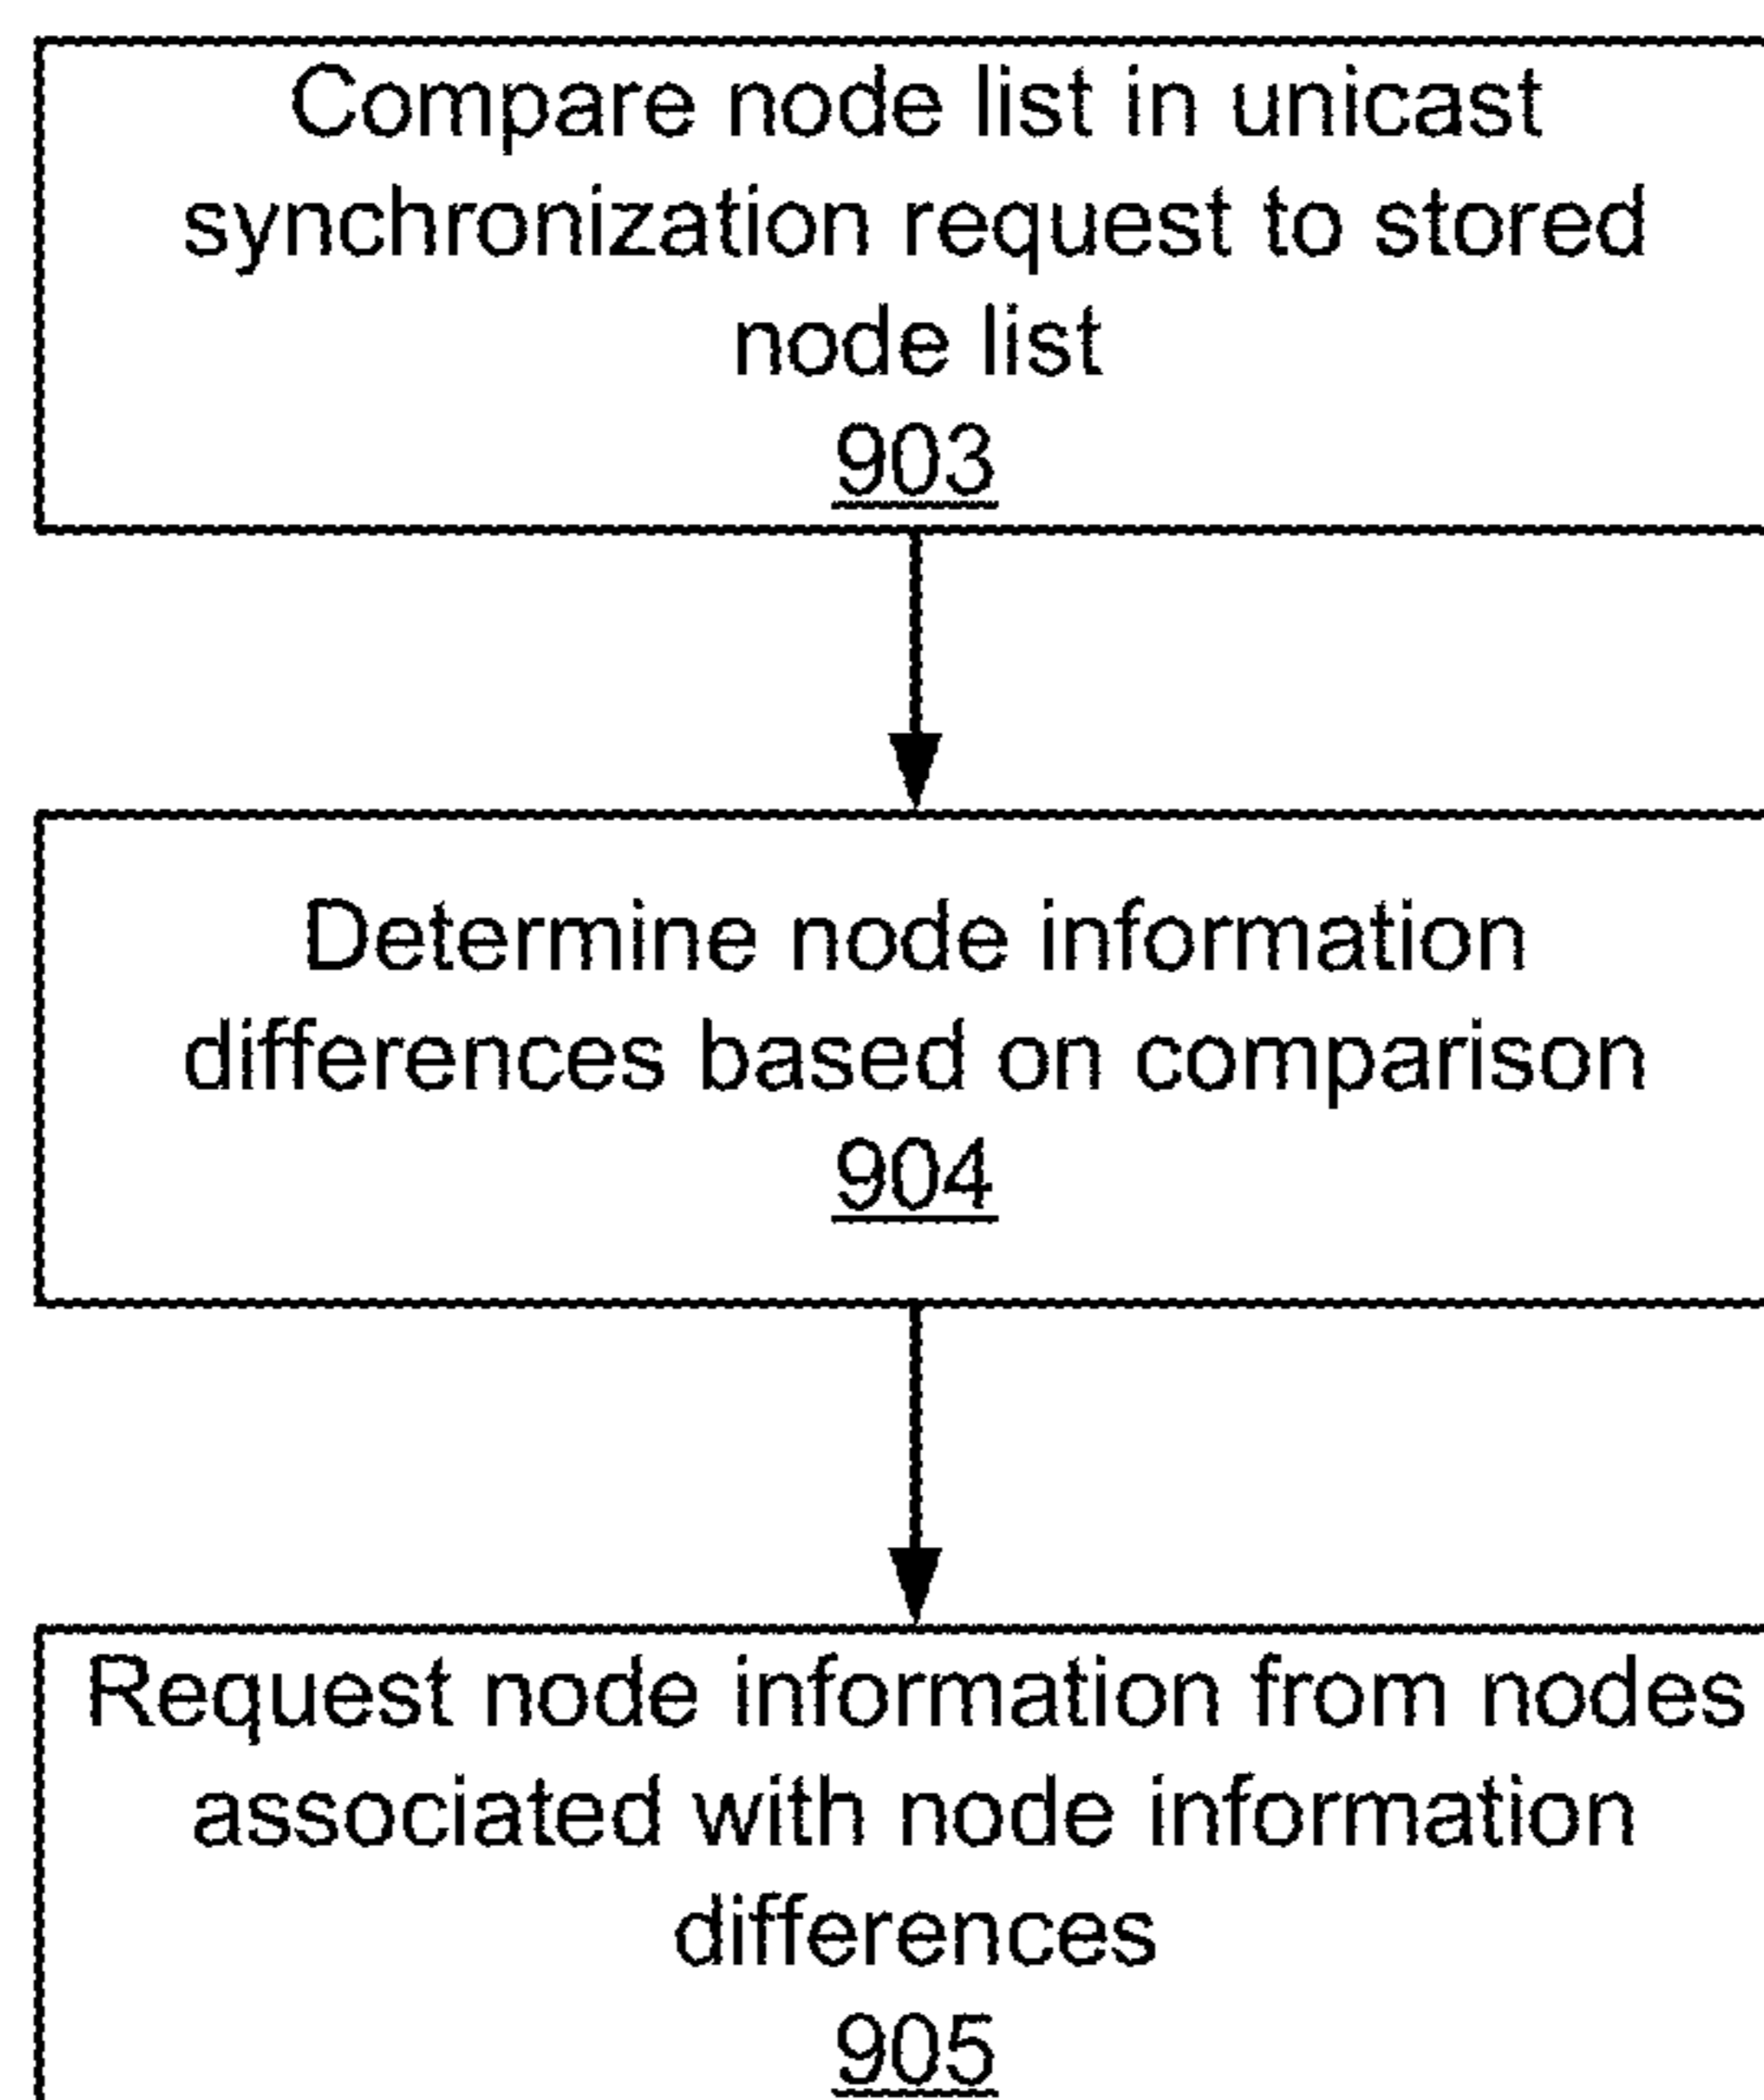 Compare node list in unicast
synchronization request to stored
node list
903
Determine node information
differences based on comparison
904
Request node information from nodes
associated with node information
differences
905